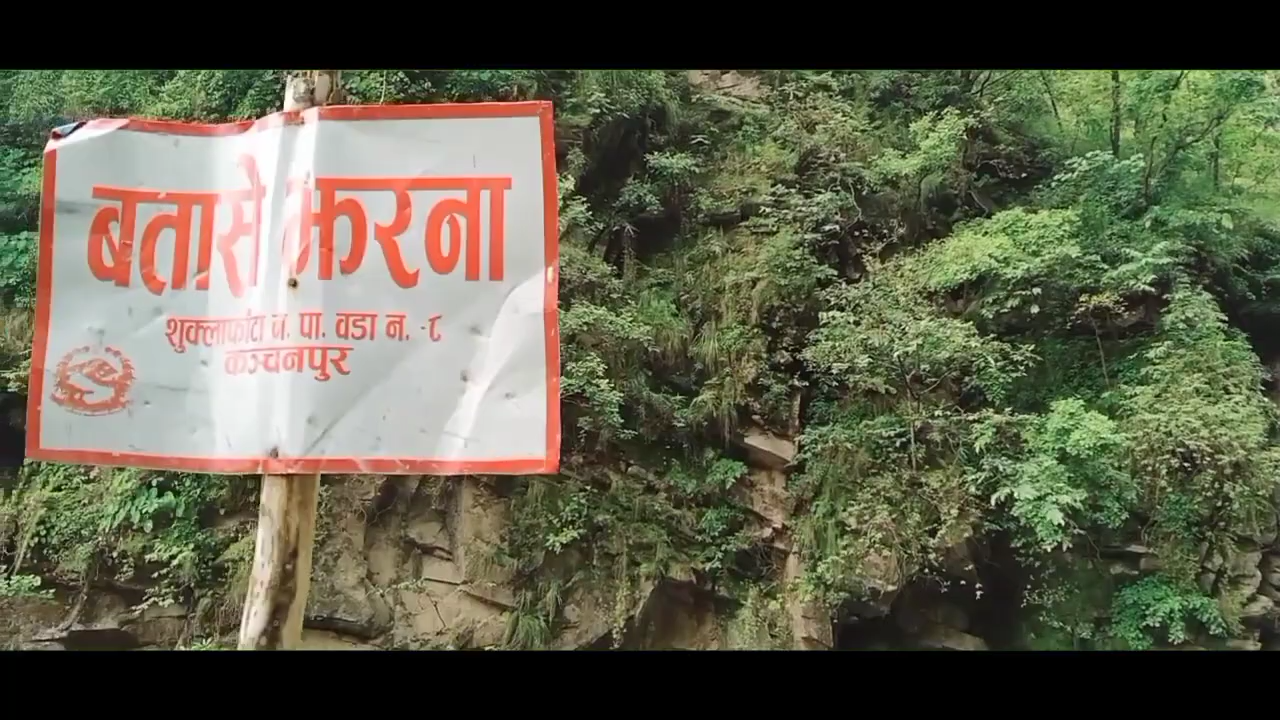 बतासे झरना
शुक्लाफाँटा न. पा. वडा न. -८
कञ्चनपुर